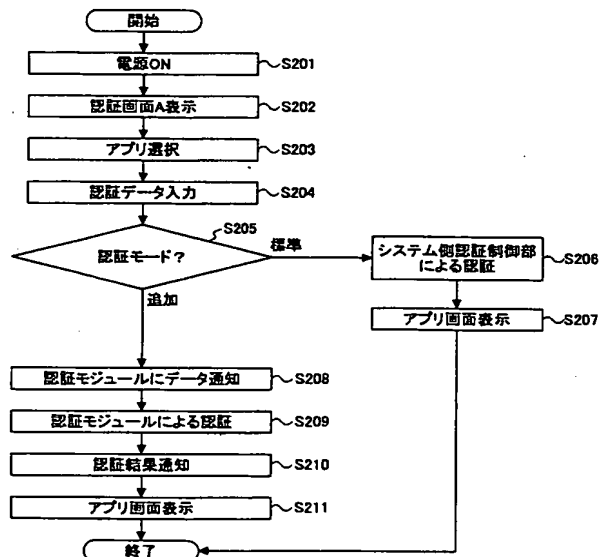 開始
電源ON
S201
認証画面A表示
S202
アプリ選択
S203
認証データ入力
S204
S205
認証モード?
標準
システム側認証制御部
による認証
S206
アプリ画面表示
S207
追加
認証モジュールにデータ通知
S208
認証モジュールによる認証
S209
認証結果通知
S210
アプリ画面表示
S211
終了